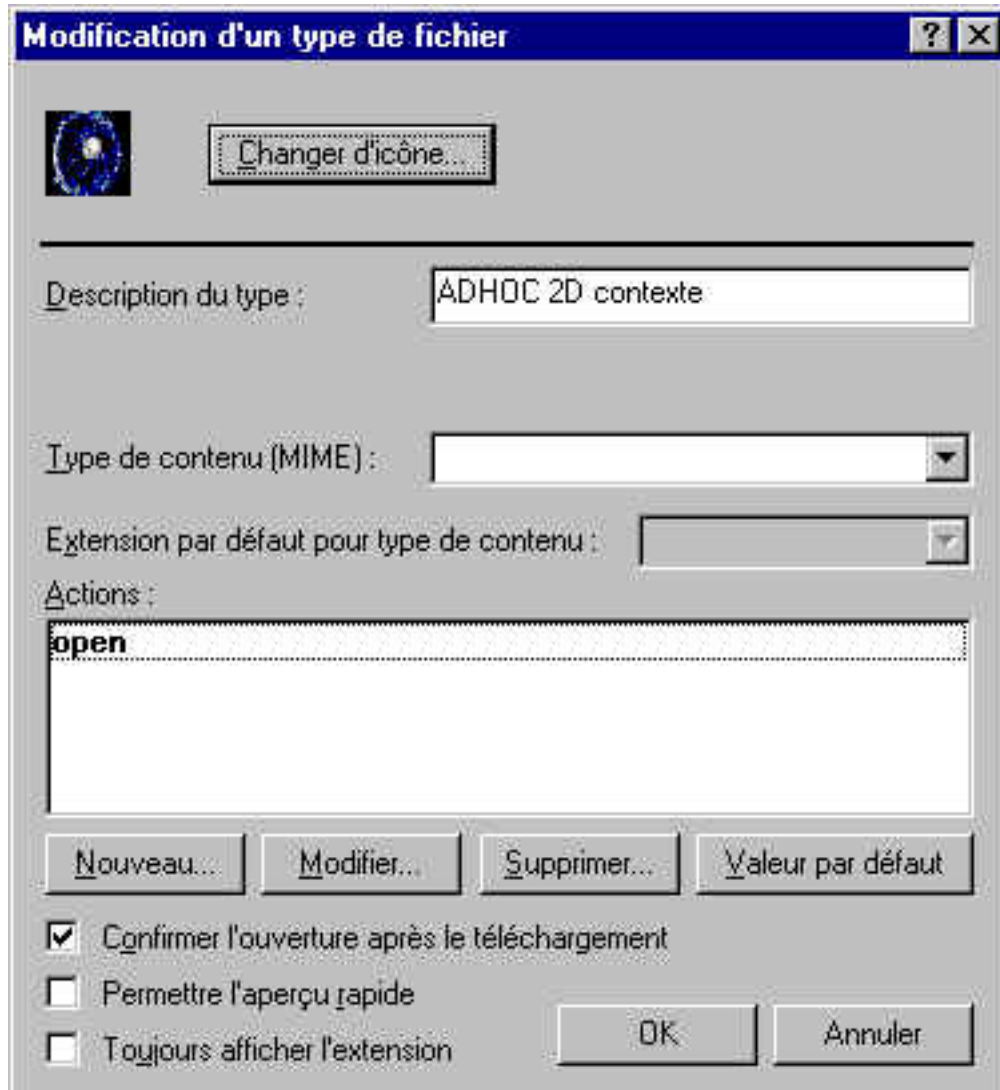 Modification d'un type de fichier
Changer d'icône...
Description du type : ADHOC 2D contexte
Type de contenu (MIME) :
Extension par défaut pour type de contenu :
Actions :
open
Nouveau... Modifier... Supprimer... Valeur par défaut
Confirmer l'ouverture après le téléchargement
Permettre l'aperçu rapide
OK Annuler
Toujours afficher l'extension